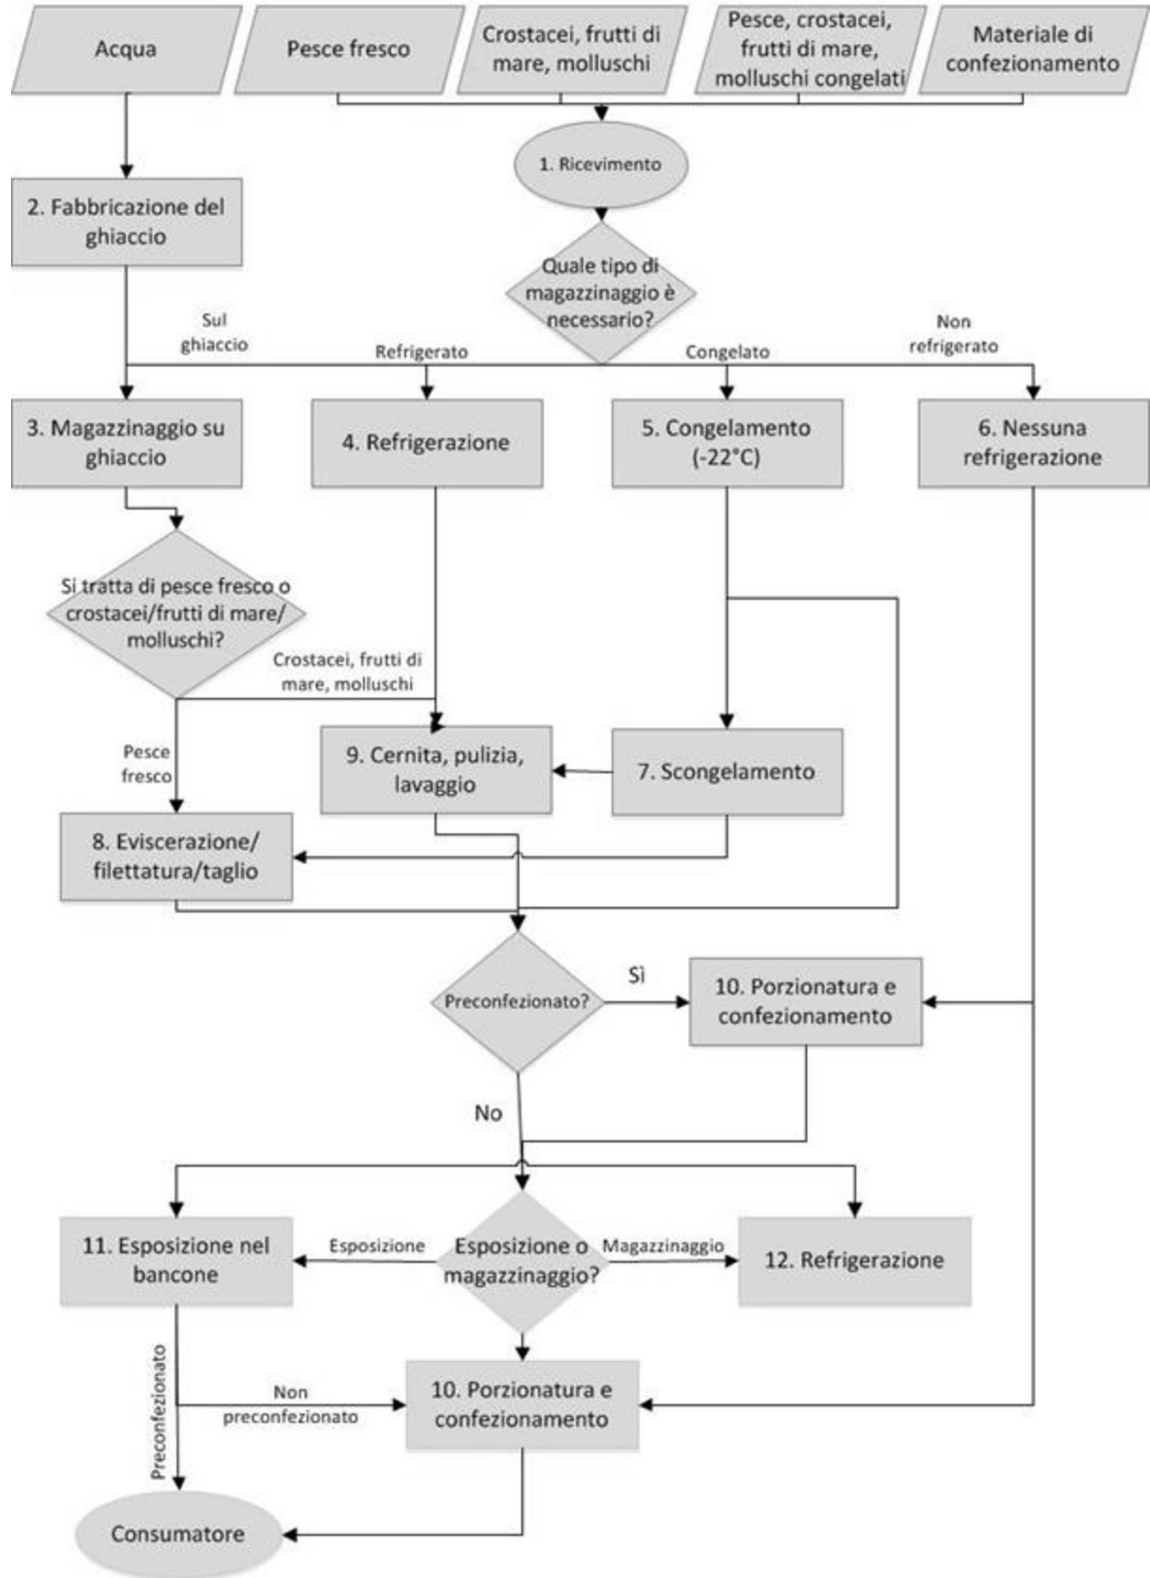 Acqua
Pesce fresco
Crostacei, frutti di
mare, molluschi
Pesce, crostacei,
frutti di mare,
molluschi congelati
Materiale di
confezionamento
1. Ricevimento
2. Fabbricazione del
ghiaccio
Quale tipo di
magazzinaggio è
necessario?
Sul
ghiaccio
Refrigerato
Congelato
Non
refrigerato
3. Magazzinaggio su
ghiaccio
4. Refrigerazione
5. Congelamento
(-22°C)
6. Nessuna
refrigerazione
Si tratta di pesce fresco o
crostacei/frutti di mare/
molluschi?
Crostacei, frutti di
mare, molluschi
Pesce
fresco
9. Cernita, pulizia,
lavaggio
7. Scongelamento
8. Eviscerazione/
filettatura/taglio
Preconfezionato?
Sì
10. Porzionatura e
confezionamento
No
11. Esposizione nel
bancone
Esposizione
Esposizione o
magazzinaggio?
Magazzinaggio
12. Refrigerazione
Preconfezionato
Non
preconfezionato
10. Porzionatura e
confezionamento
Consumatore